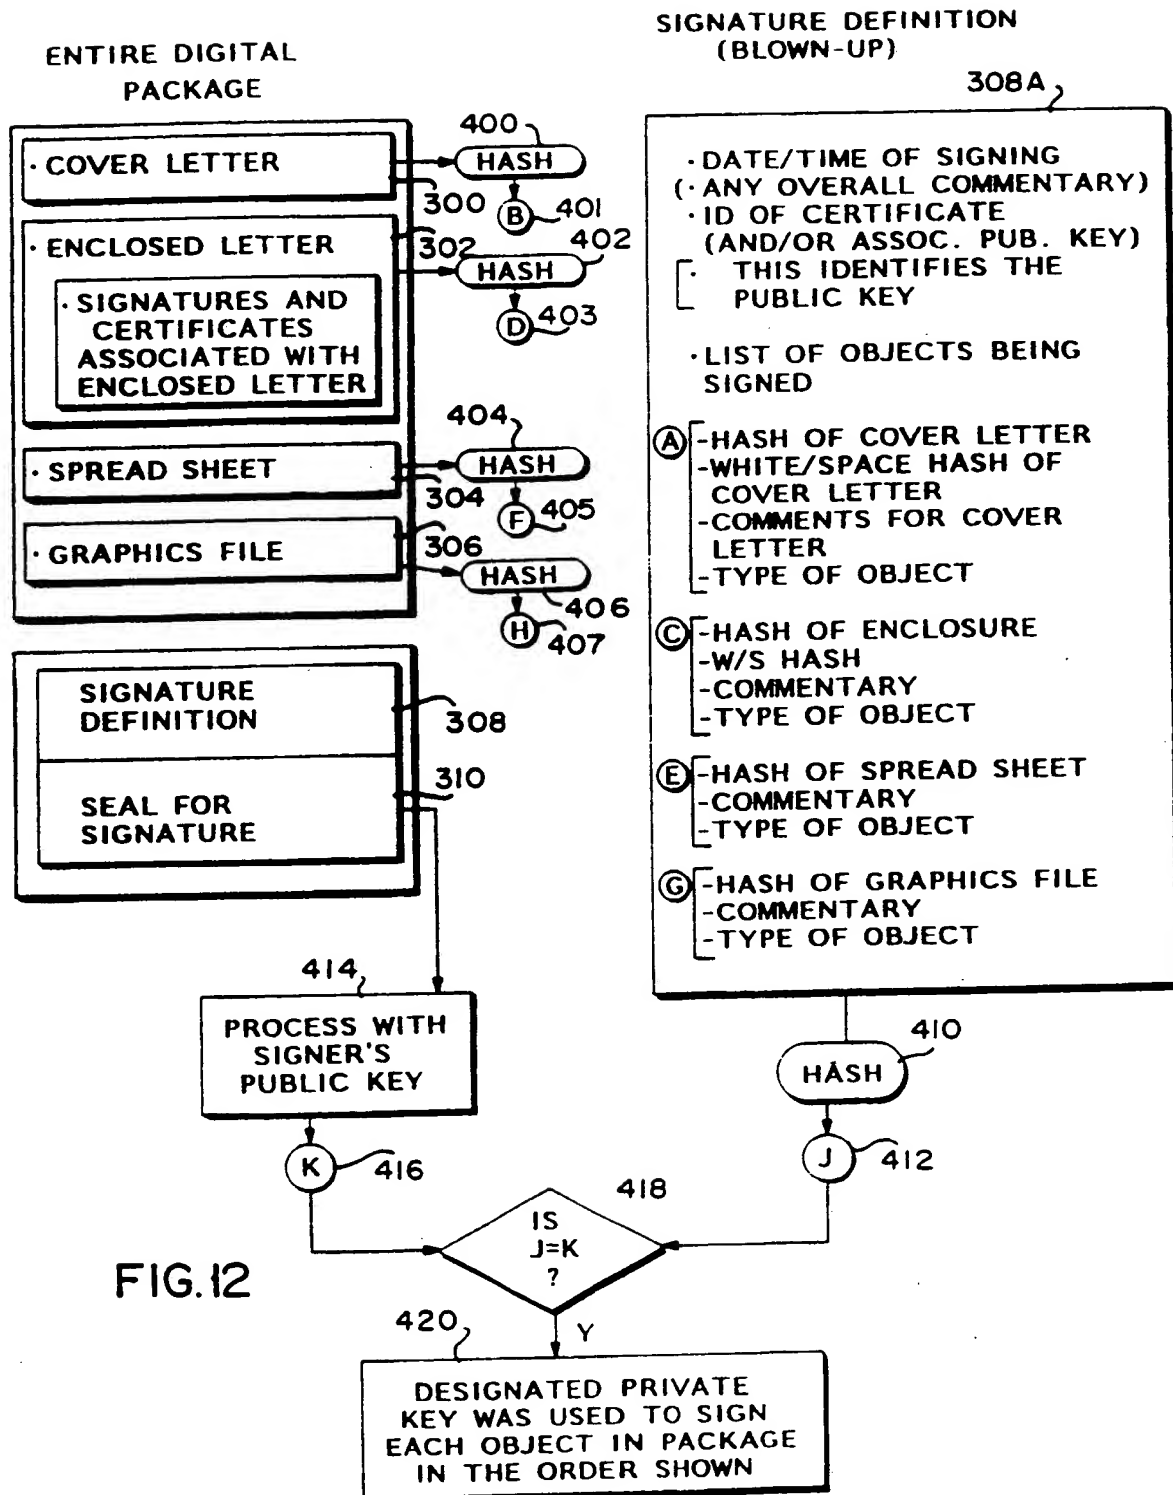 ENTIRE DIGITAL
PACKAGE
· COVER LETTER
300
400
HASH
B
401
· ENCLOSED LETTER
302
402
HASH
D
403
· SIGNATURES AND
CERTIFICATES
ASSOCIATED WITH
ENCLOSED LETTER
· SPREAD SHEET
304
404
HASH
F
405
· GRAPHICS FILE
306
HASH
406
H
407
SIGNATURE
DEFINITION
308
310
SEAL FOR
SIGNATURE
SIGNATURE DEFINITION
(BLOWN-UP)
308A
· DATE/TIME OF SIGNING
(· ANY OVERALL COMMENTARY)
· ID OF CERTIFICATE
(AND/OR ASSOC. PUB. KEY)
· THIS IDENTIFIES THE
PUBLIC KEY
· LIST OF OBJECTS BEING
SIGNED
A -HASH OF COVER LETTER
-WHITE/SPACE HASH OF
COVER LETTER
-COMMENTS FOR COVER
LETTER
-TYPE OF OBJECT
C -HASH OF ENCLOSURE
-W/S HASH
-COMMENTARY
-TYPE OF OBJECT
E -HASH OF SPREAD SHEET
-COMMENTARY
-TYPE OF OBJECT
G -HASH OF GRAPHICS FILE
-COMMENTARY
-TYPE OF OBJECT
414
PROCESS WITH
SIGNER'S
PUBLIC KEY
K
416
410
HASH
J
412
418
IS
J=K
?
FIG.12
Y
420
DESIGNATED PRIVATE
KEY WAS USED TO SIGN
EACH OBJECT IN PACKAGE
IN THE ORDER SHOWN